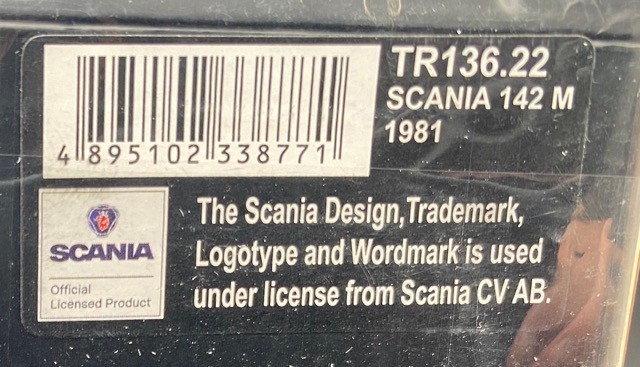 TR136.22
SCANIA 142 M
1981
4 895102 338771
SCANIA
Official
Licensed Product
The Scania Design, Trademark,
Logotype and Wordmark is used
under license from Scania CV AB.